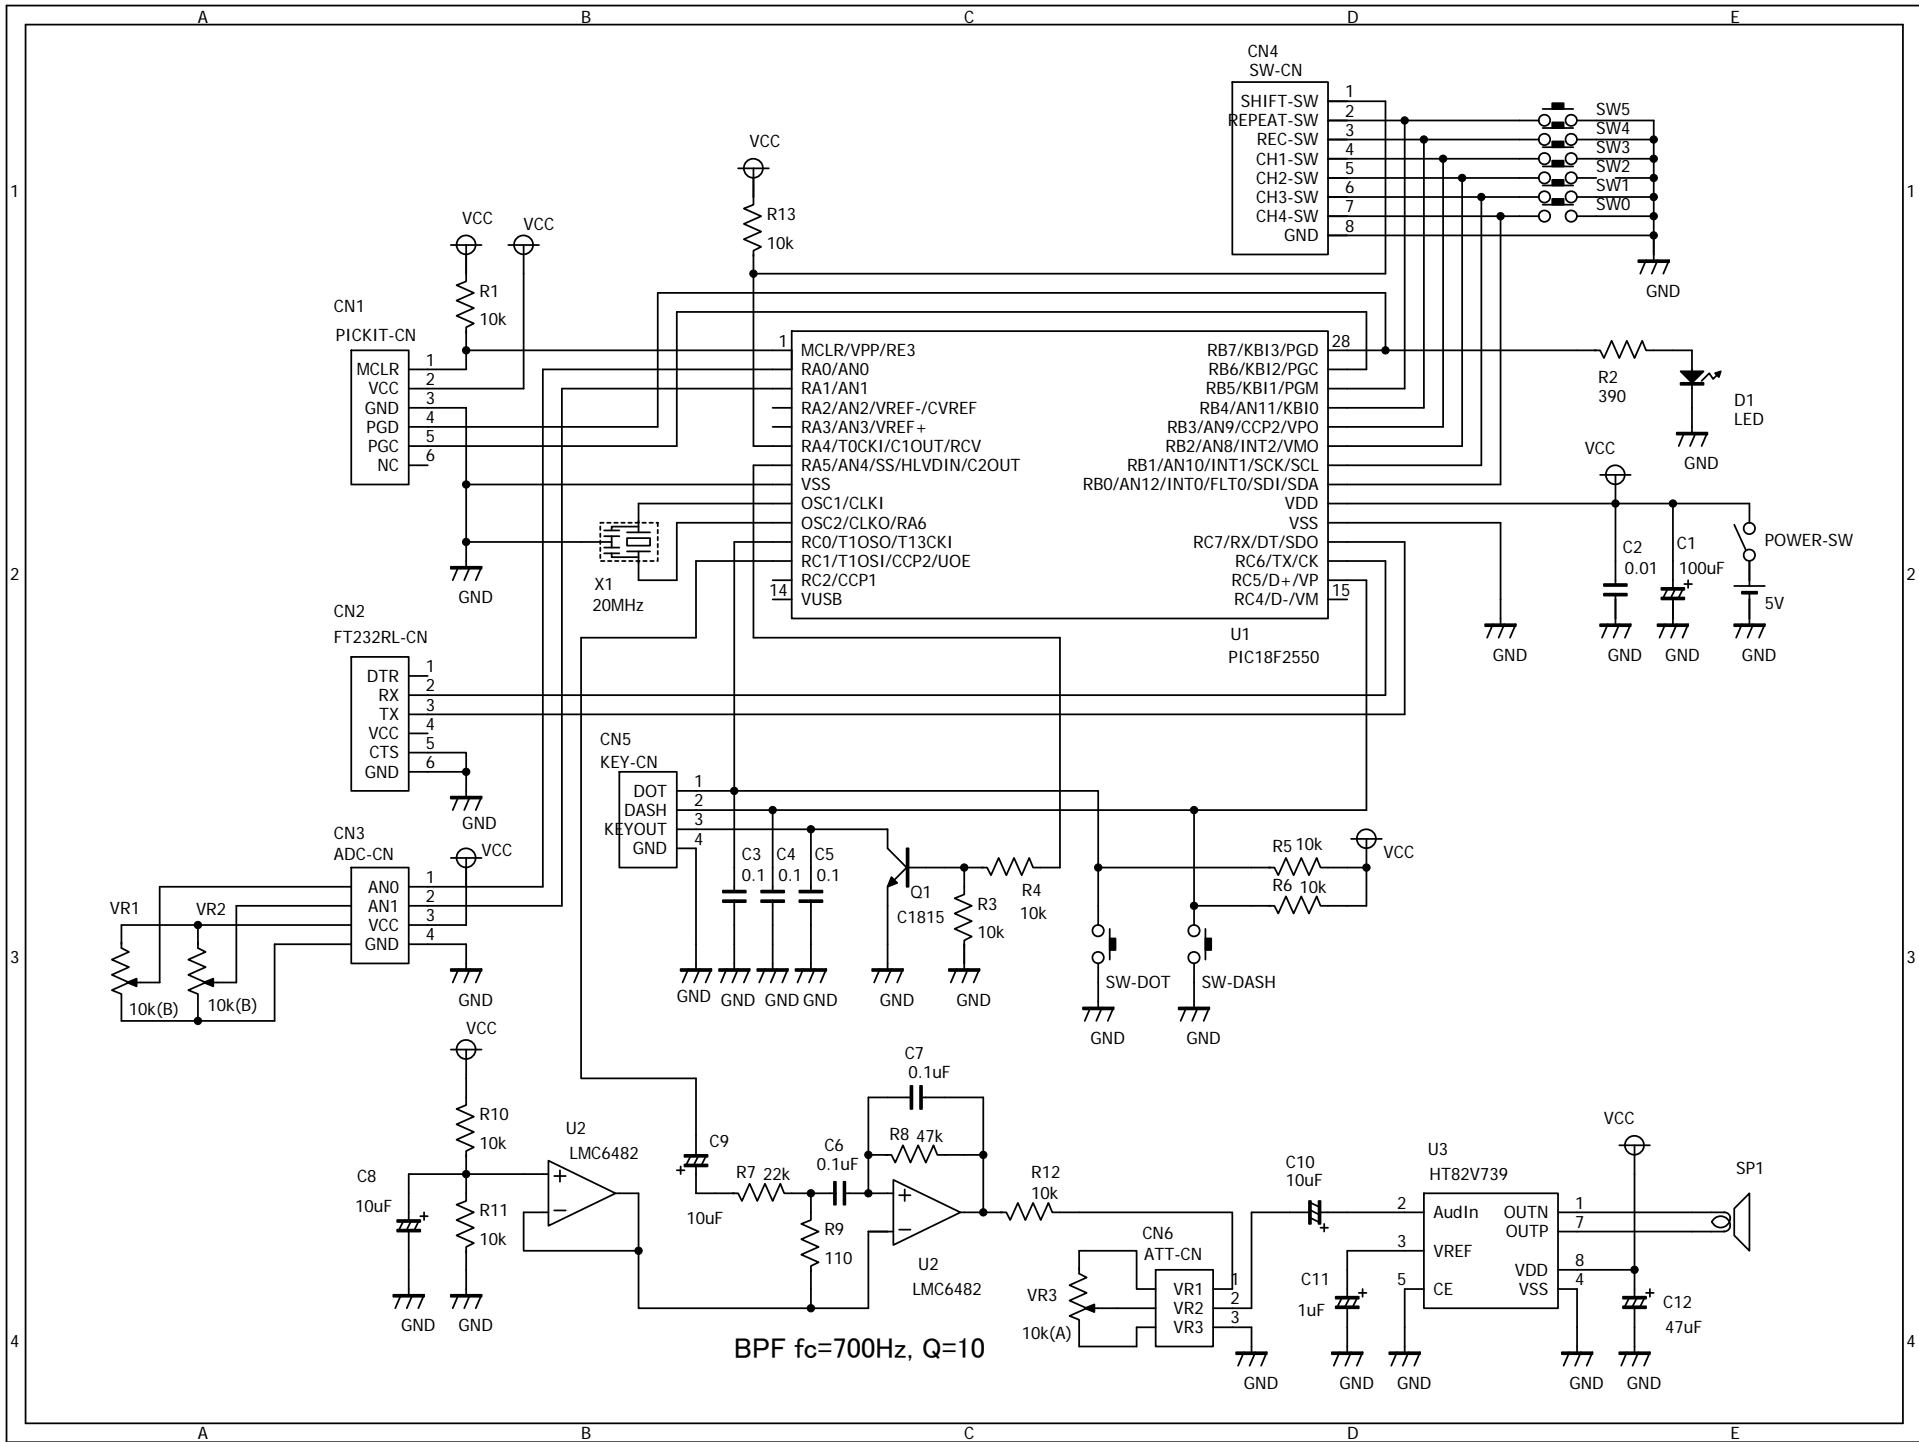 A B C D E
CN4
SW-CN
SHIFT-SW 1
REPEAT-SW 2
REC-SW 3
CH1-SW 4
CH2-SW 5
CH3-SW 6
CH4-SW 7
GND 8
SW5
SW4
SW3
SW2
SW1
SW0
GND
VCC
R13
10k
1 1
VCC VCC
R1
10k
CN1
PICKIT-CN
MCLR 1
VCC 2
GND 3
PGD 4
PGC 5
NC 6
GND
1 MCLR/VPP/RE3
RA0/AN0
RA1/AN1
RA2/AN2/VREF-/CVREF
RA3/AN3/VREF+
RA4/T0CKI/C1OUT/RCV
RA5/AN4/SS/HLVDIN/C2OUT
VSS
OSC1/CLKI
OSC2/CLKO/RA6
RC0/T1OSO/T13CKI
RC1/T1OSI/CCP2/UOE
RC2/CCP1
14 VUSB
RB7/KBI3/PGD 28
RB6/KBI2/PGC
RB5/KBI1/PGM
RB4/AN11/KBI0
RB3/AN9/CCP2/VPO
RB2/AN8/INT2/VMO
RB1/AN10/INT1/SCK/SCL
RB0/AN12/INT0/FLT0/SDI/SDA
VDD
VSS
RC7/RX/DT/SDO
RC6/TX/CK
RC5/D+/VP
RC4/D-/VM 15
U1
PIC18F2550
X1
20MHz
R2
390
D1
LED
GND
VCC
C2
0.01
C1
100uF
+
POWER-SW
5V
GND GND GND GND
2 2
CN2
FT232RL-CN
DTR 1
RX 2
TX 3
VCC 4
CTS 5
GND 6
GND
CN5
KEY-CN
DOT 1
DASH 2
KEYOUT 3
GND 4
C3
0.1
C4
0.1
C5
0.1
Q1
C1815
R3
10k
R4
10k
R5 10k
R6 10k
VCC
SW-DOT
SW-DASH
GND GND GND GND GND GND
GND GND
CN3
ADC-CN
VCC
AN0 1
AN1 2
VCC 3
GND 4
VR1
10k(B)
VR2
10k(B)
GND
3 3
VCC
R10
10k
R11
10k
C8
10uF
+
GND GND
U2
LMC6482
+
−
C9
+
10uF
R7 22k
C6
0.1uF
R9
110
C7
0.1uF
R8 47k
+
−
U2
LMC6482
R12
10k
BPF fc=700Hz, Q=10
CN6
ATT-CN
VR1 1
VR2 2
VR3 3
VR3
10k(A)
GND
C10
10uF
+
C11
1uF
+
GND
U3
HT82V739
2 AudIn
3 VREF
5 CE
OUTN 1
OUTP 7
VDD 8
VSS 4
GND GND
VCC
C12
47uF
+
GND
SP1
4 4
A B C D E